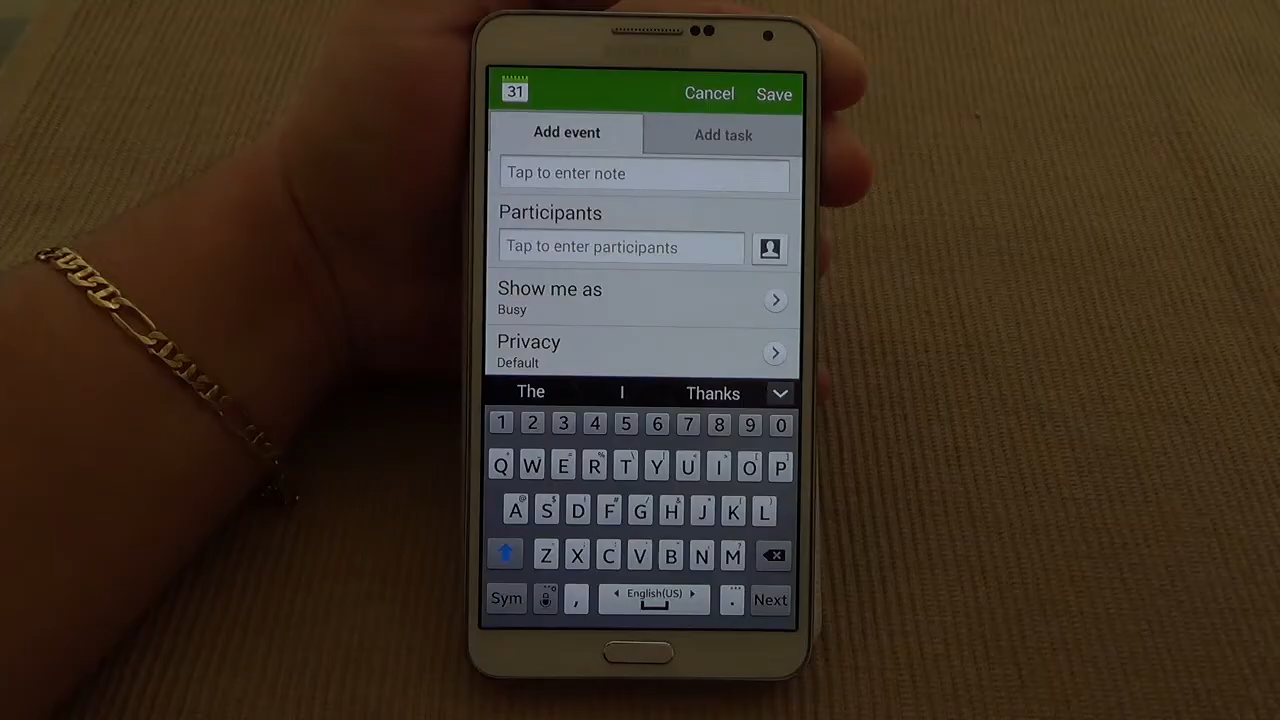 31
Cancel
Save
Add event
Add task
Tap to enter note
Participants
Tap to enter participants
Show me as
Busy
Privacy
Default
The
I
Thanks
1 2 3 4 5 6 7 8 9 0
Q W E R T Y U I O P
A S D F G H J K L
Z X C V B N M
Sym
,
English(US)
.
Next